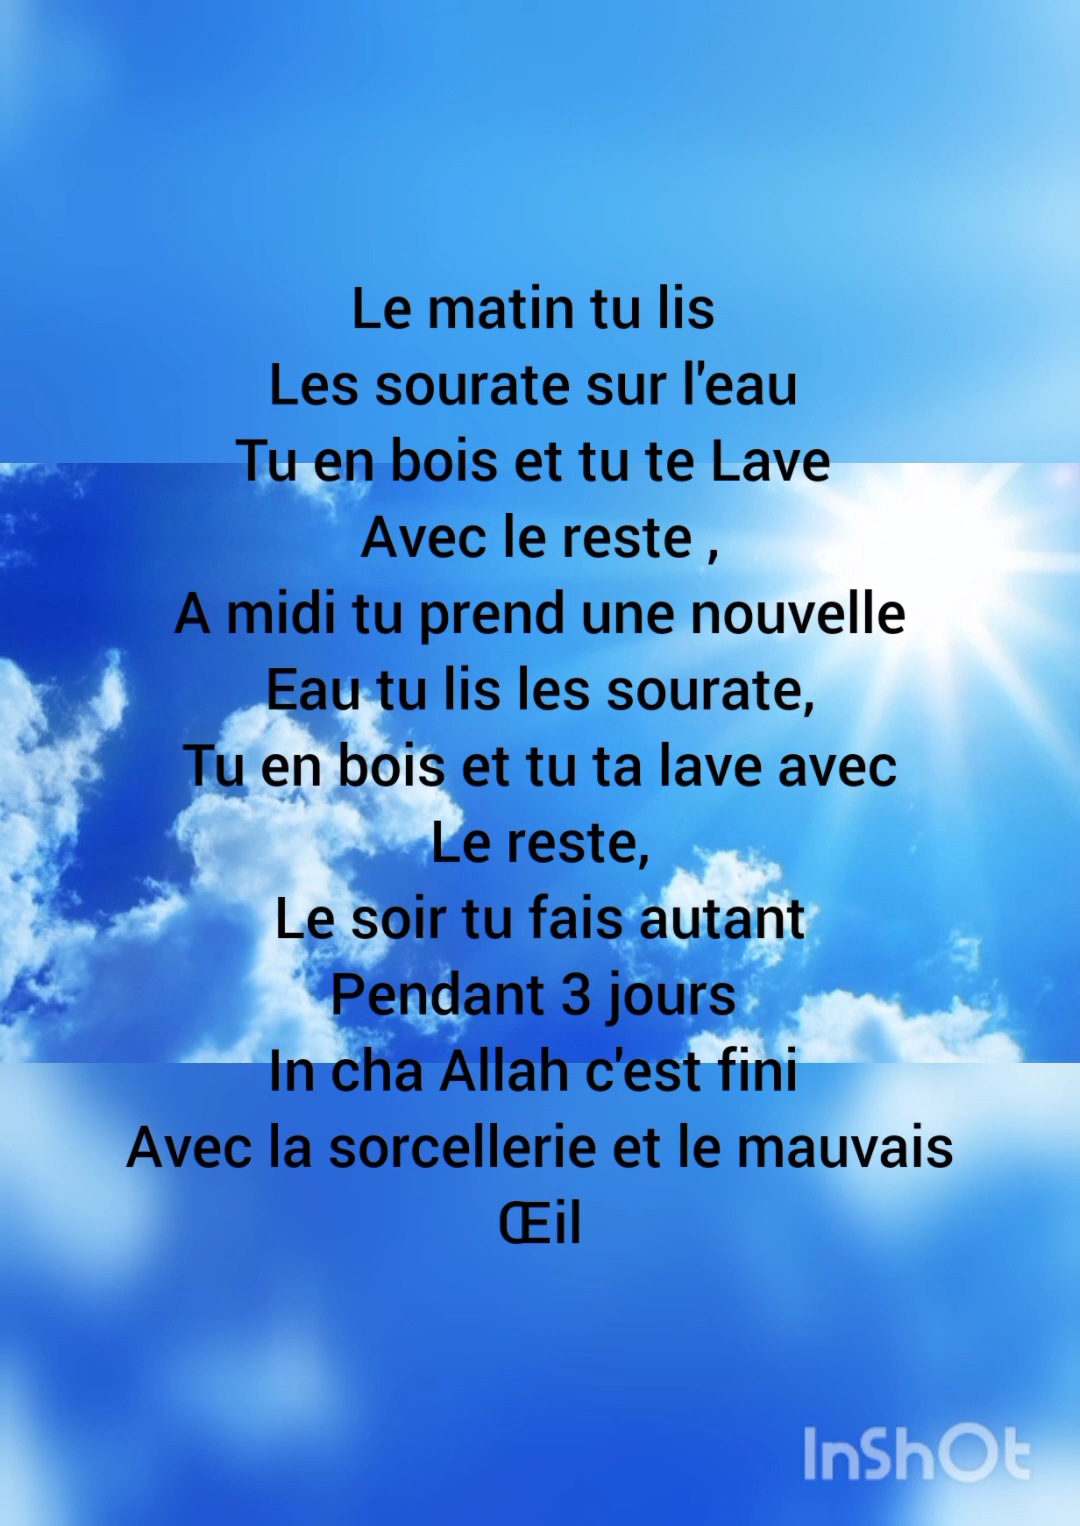 Le matin tu lis
Les sourate sur l'eau
Tu en bois et tu te Lave
Avec le reste ,
A midi tu prend une nouvelle
Eau tu lis les sourate,
Tu en bois et tu ta lave avec
Le reste,
Le soir tu fais autant
Pendant 3 jours
In cha Allah c'est fini
Avec la sorcellerie et le mauvais
Œil
InShOt